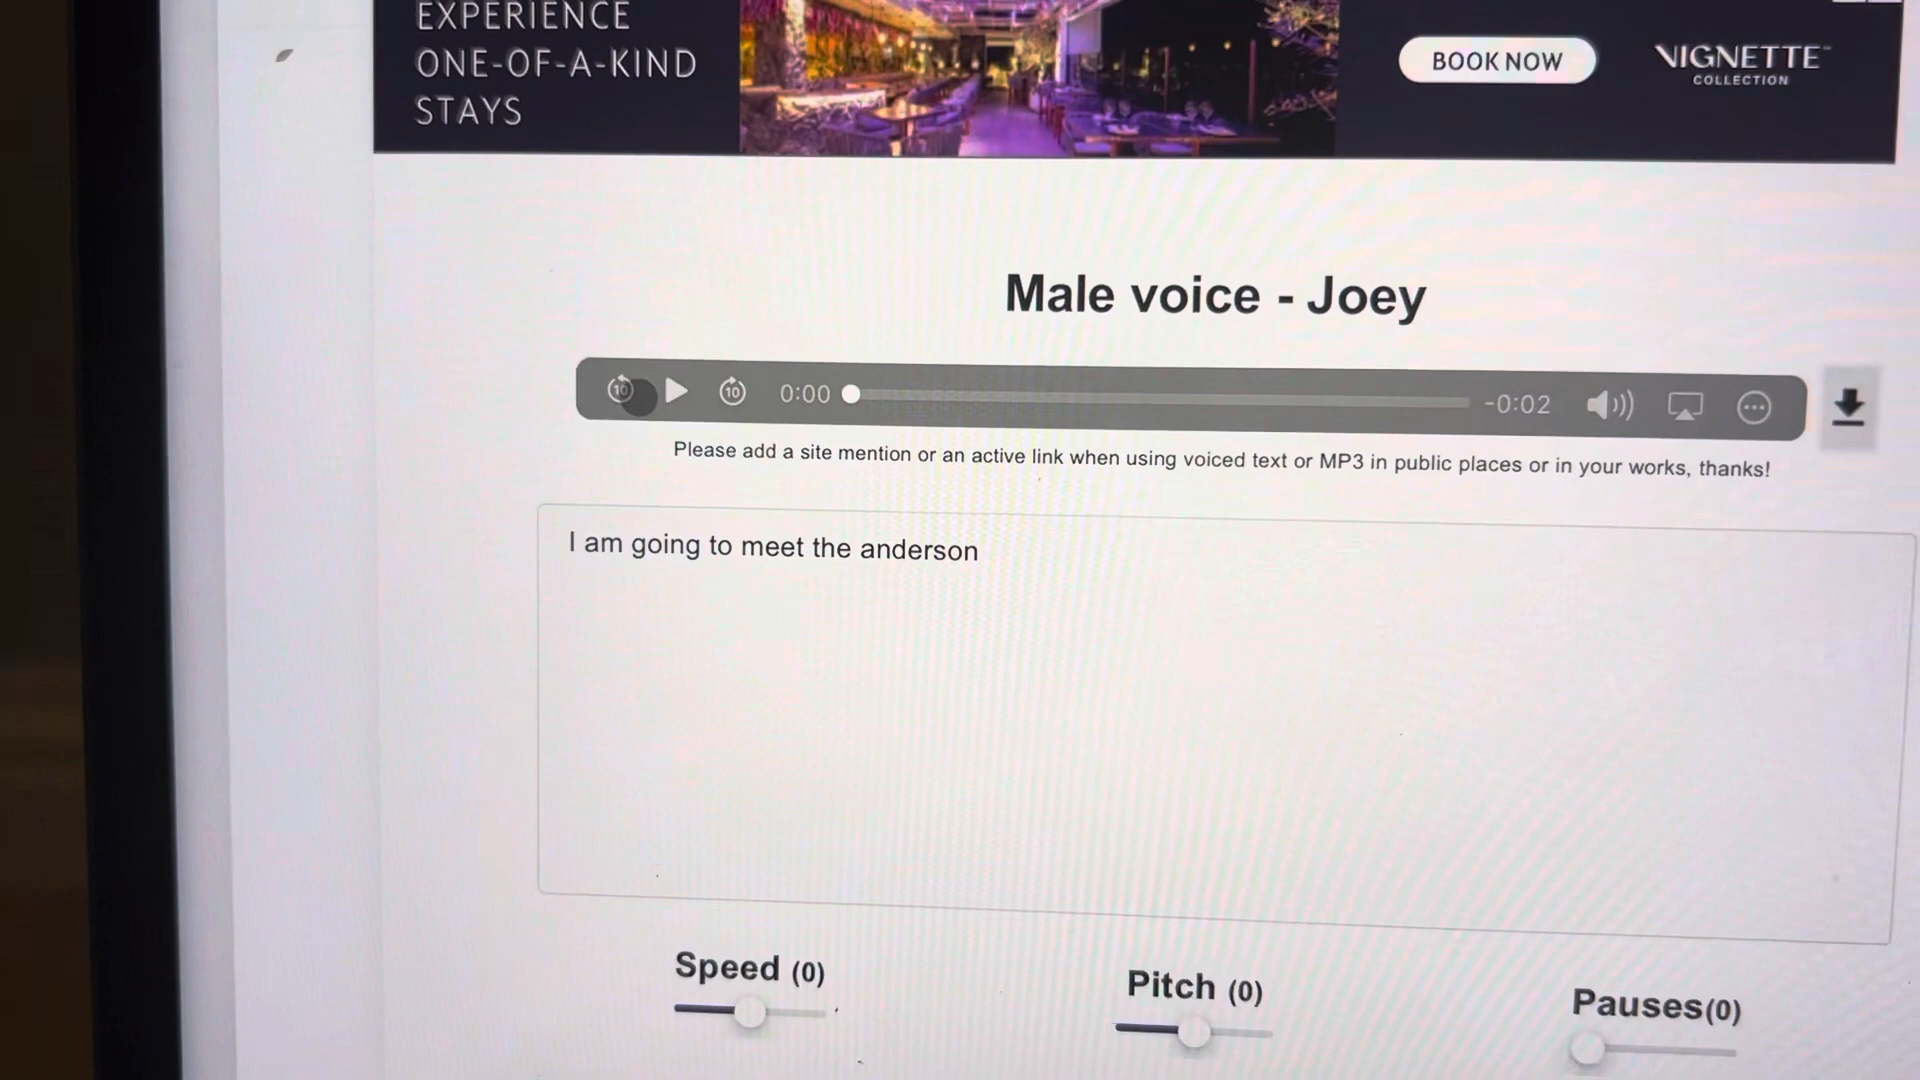 EXPERIENCE
ONE-OF-A-KIND
STAYS
BOOK NOW
VIGNETTE
COLLECTION
Male voice - Joey
10
10
0:00
-0:02
Please add a site mention or an active link when using voiced text or MP3 in public places or in your works, thanks!
I am going to meet the anderson
Speed (0)
Pitch (0)
Pauses(0)